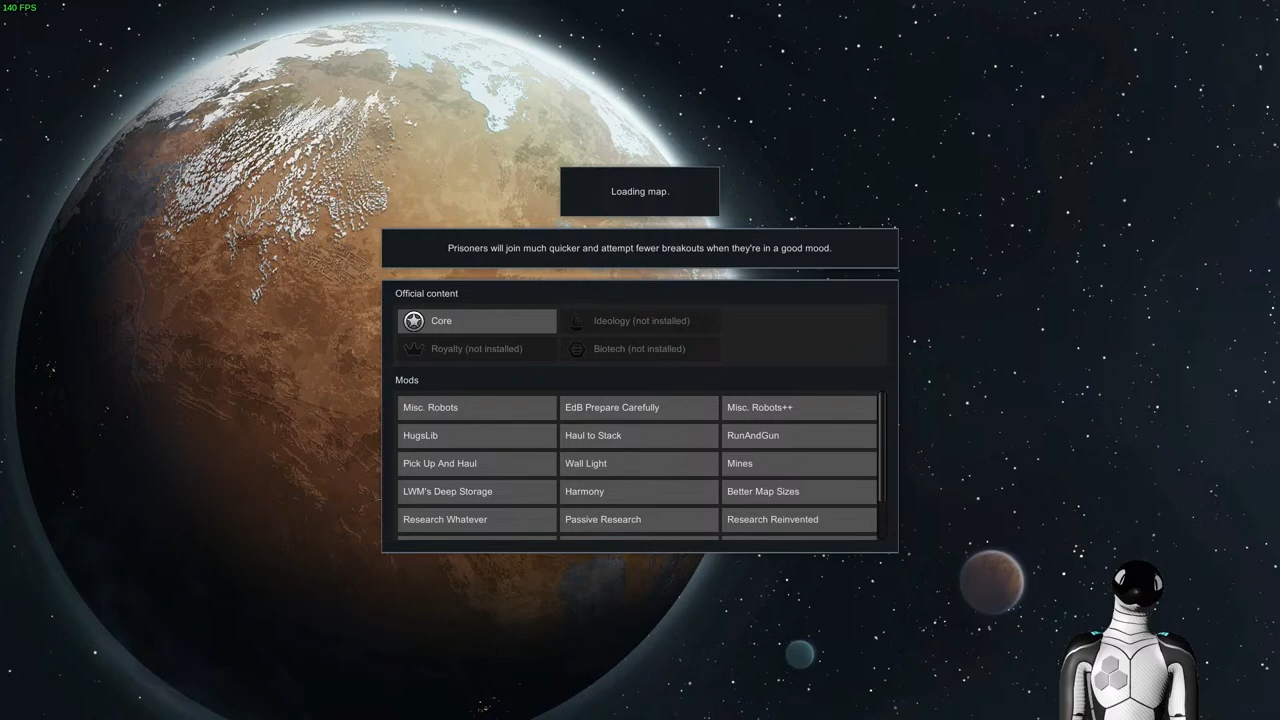 140 FPS
Loading map.
Prisoners will join much quicker and attempt fewer breakouts when they're in a good mood.
Official content
Core
Ideology (not installed)
Royalty (not installed)
Biotech (not installed)
Mods
Misc. Robots
EdB Prepare Carefully
Misc. Robots++
HugsLib
Haul to Stack
RunAndGun
Pick Up And Haul
Wall Light
Mines
LWM's Deep Storage
Harmony
Better Map Sizes
Research Whatever
Passive Research
Research Reinvented